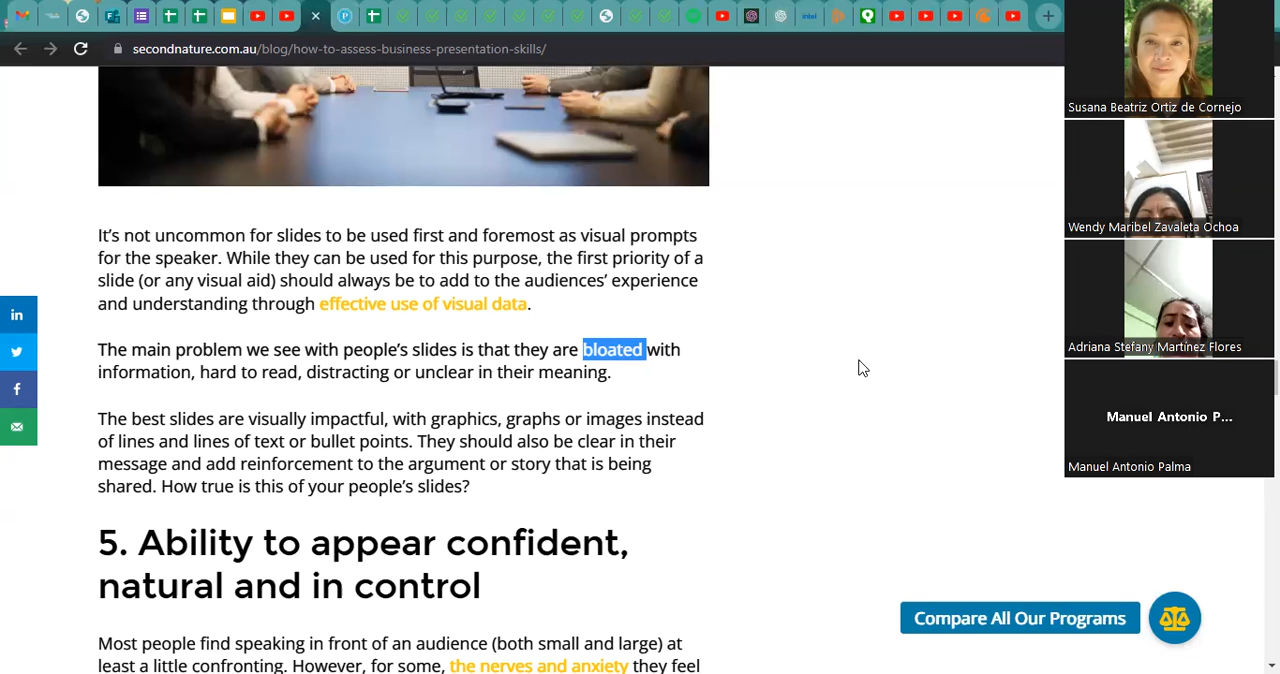 secondnature.com.au/blog/how-to-assess-business-presentation-skills/
It's not uncommon for slides to be used first and foremost as visual prompts
for the speaker. While they can be used for this purpose, the first priority of a
slide (or any visual aid) should always be to add to the audiences' experience
and understanding through effective use of visual data.
The main problem we see with people's slides is that they are bloated with
information, hard to read, distracting or unclear in their meaning.
The best slides are visually impactful, with graphics, graphs or images instead
of lines and lines of text or bullet points. They should also be clear in their
message and add reinforcement to the argument or story that is being
shared. How true is this of your people's slides?
5. Ability to appear confident,
natural and in control
Most people find speaking in front of an audience (both small and large) at
least a little confronting. However, for some, the nerves and anxiety they feel
Compare All Our Programs
Susana Beatriz Ortiz de Cornejo
Wendy Maribel Zavaleta Ochoa
Adriana Stefany Martínez Flores
Manuel Antonio P...
Manuel Antonio Palma